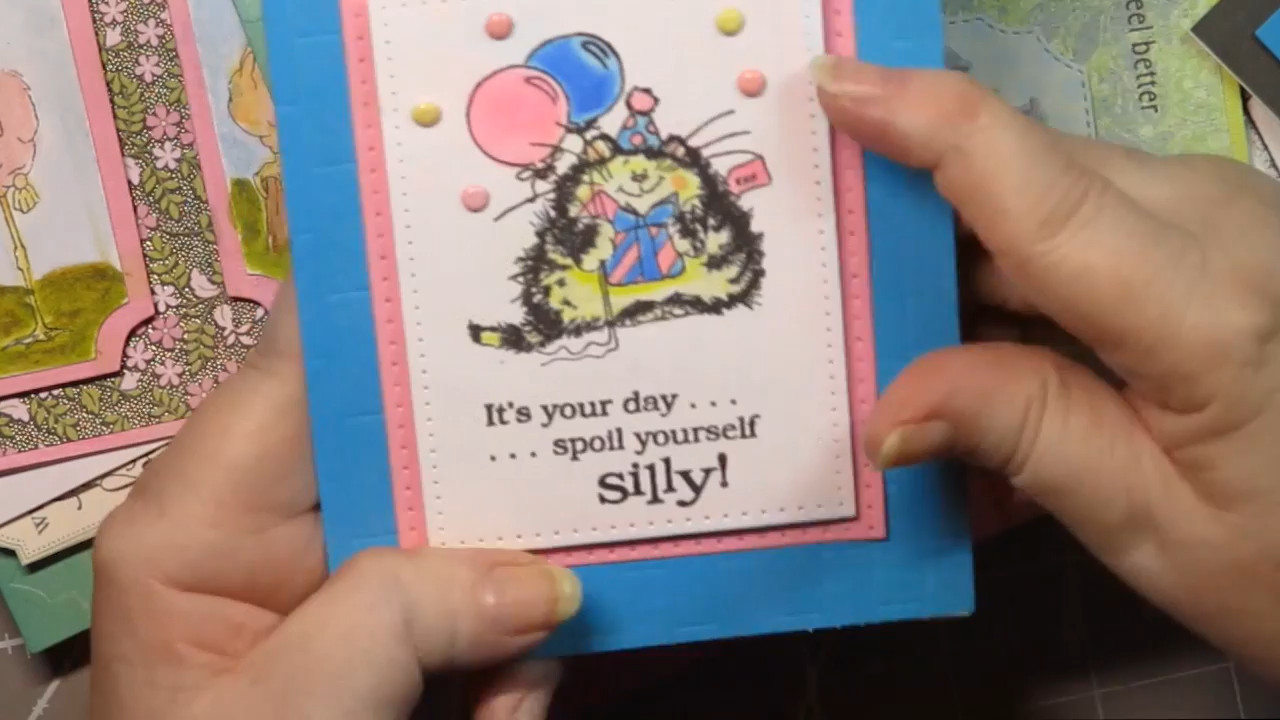 It's your day . . .
. . . spoil yourself
silly!
eel better